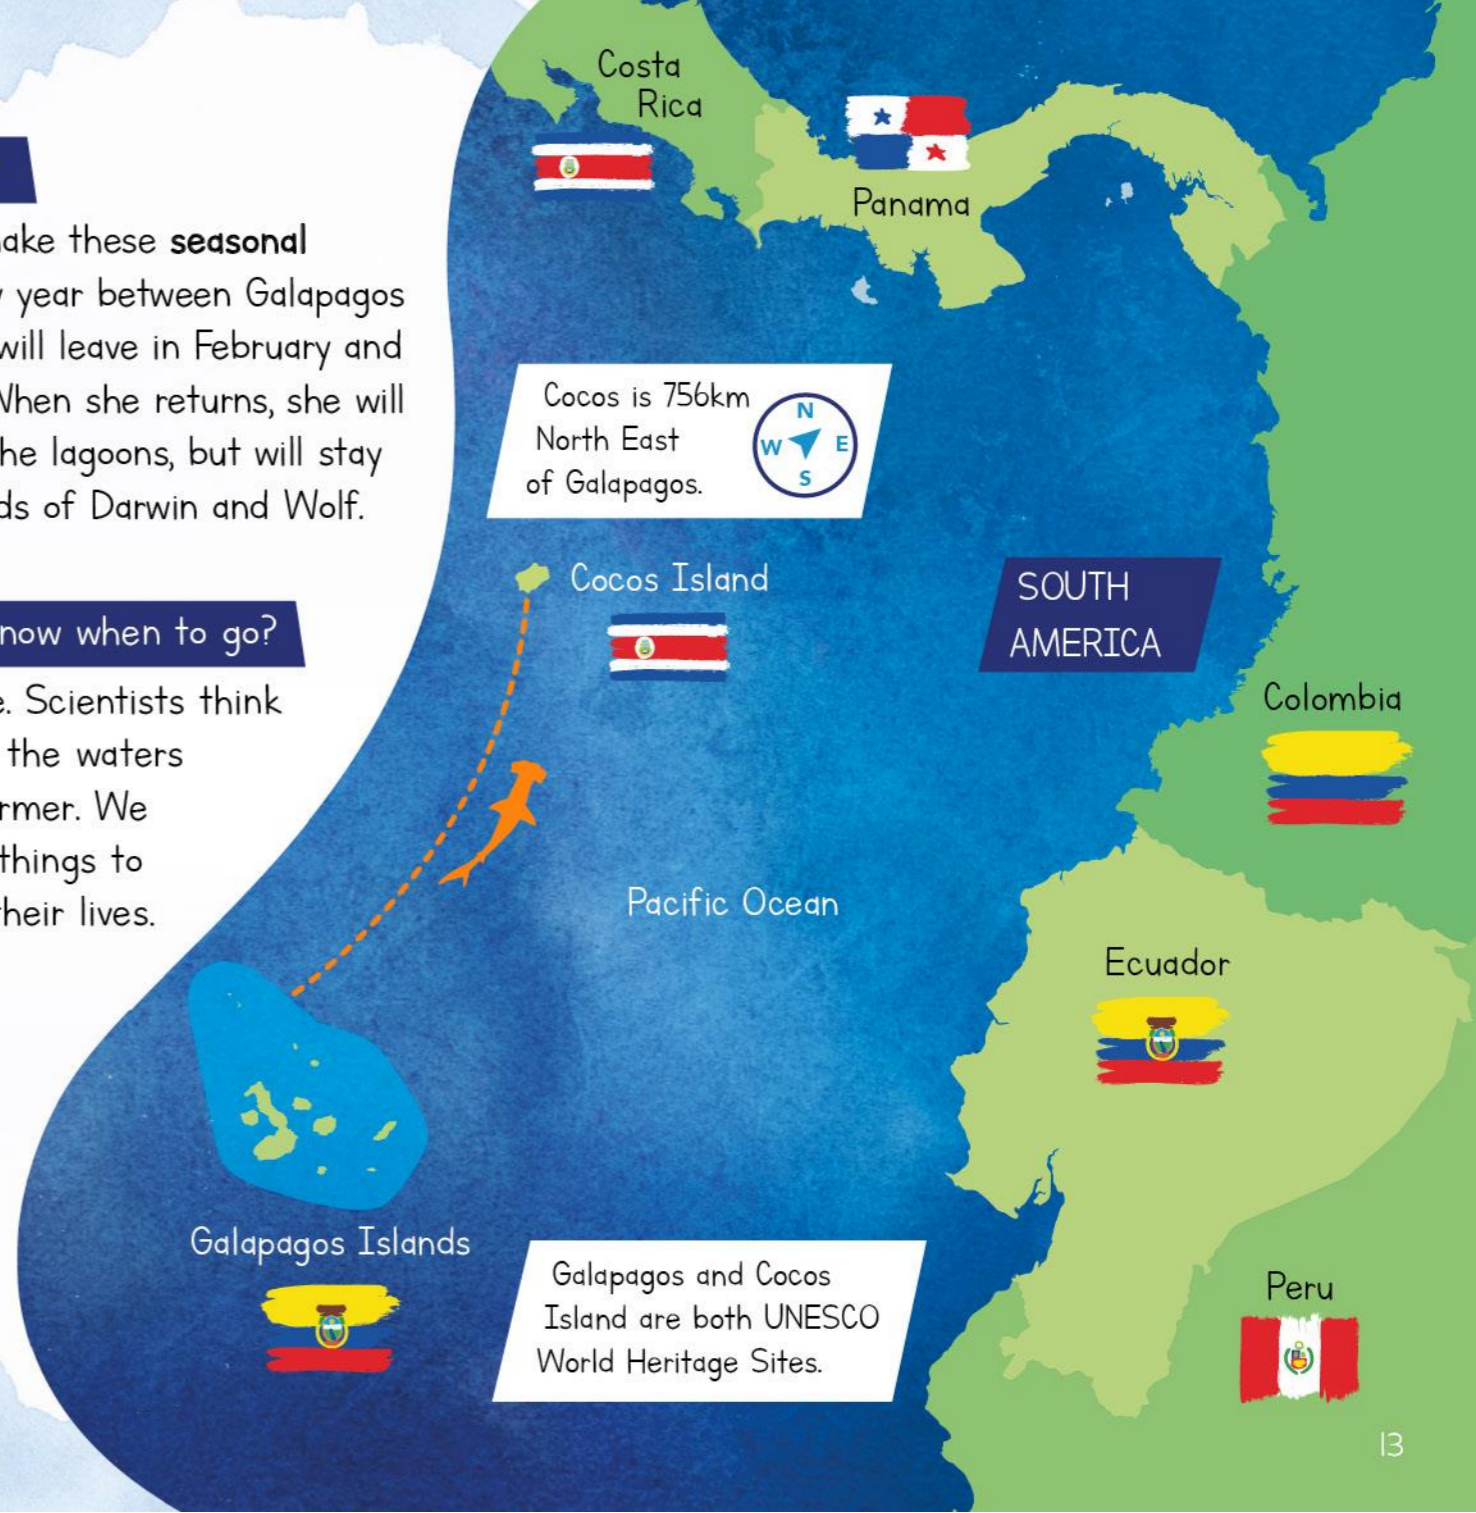 ake these seasonal
year between Galapagos
will leave in February and
When she returns, she will
he lagoons, but will stay
ds of Darwin and Wolf.
now when to go?
e. Scientists think
the waters
rmer. We
things to
heir lives.
Costa
Rica
Panama
Cocos is 756km
North East
of Galapagos.
N
W E
S
Cocos Island
SOUTH
AMERICA
Colombia
Pacific Ocean
Ecuador
Galapagos Islands
Galapagos and Cocos
Island are both UNESCO
World Heritage Sites.
Peru
13